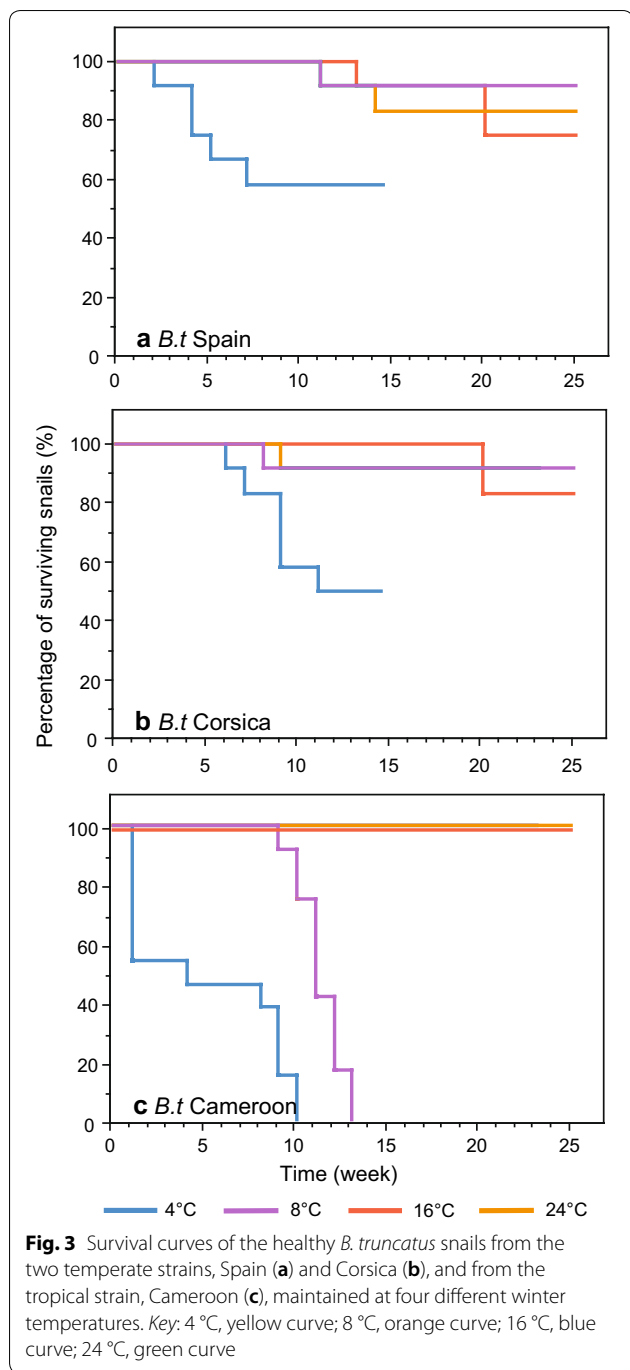 100
80
60
40
20
0
a B.t Spain
0 5 10 15 20 25
Percentage of surviving snails (%)
100
80
60
40
20
0
b B.t Corsica
0 5 10 15 20 25
100
80
60
40
20
0
c B.t Cameroon
0 5 10 15 20 25
Time (week)
4°C 8°C 16°C 24°C
Fig. 3 Survival curves of the healthy B. truncatus snails from the
two temperate strains, Spain (a) and Corsica (b), and from the
tropical strain, Cameroon (c), maintained at four different winter
temperatures. Key: 4 °C, yellow curve; 8 °C, orange curve; 16 °C, blue
curve; 24 °C, green curve